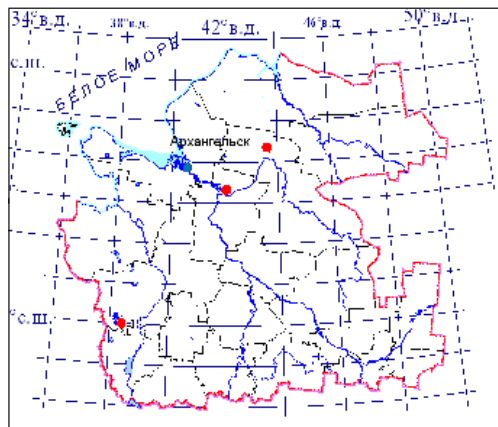 34°в.д.
38°в.д.
42°в.д.
46°в.д.
50°в.д.
с.ш.
БЕЛОЕ МОРЕ
Архангельск
°с.ш.